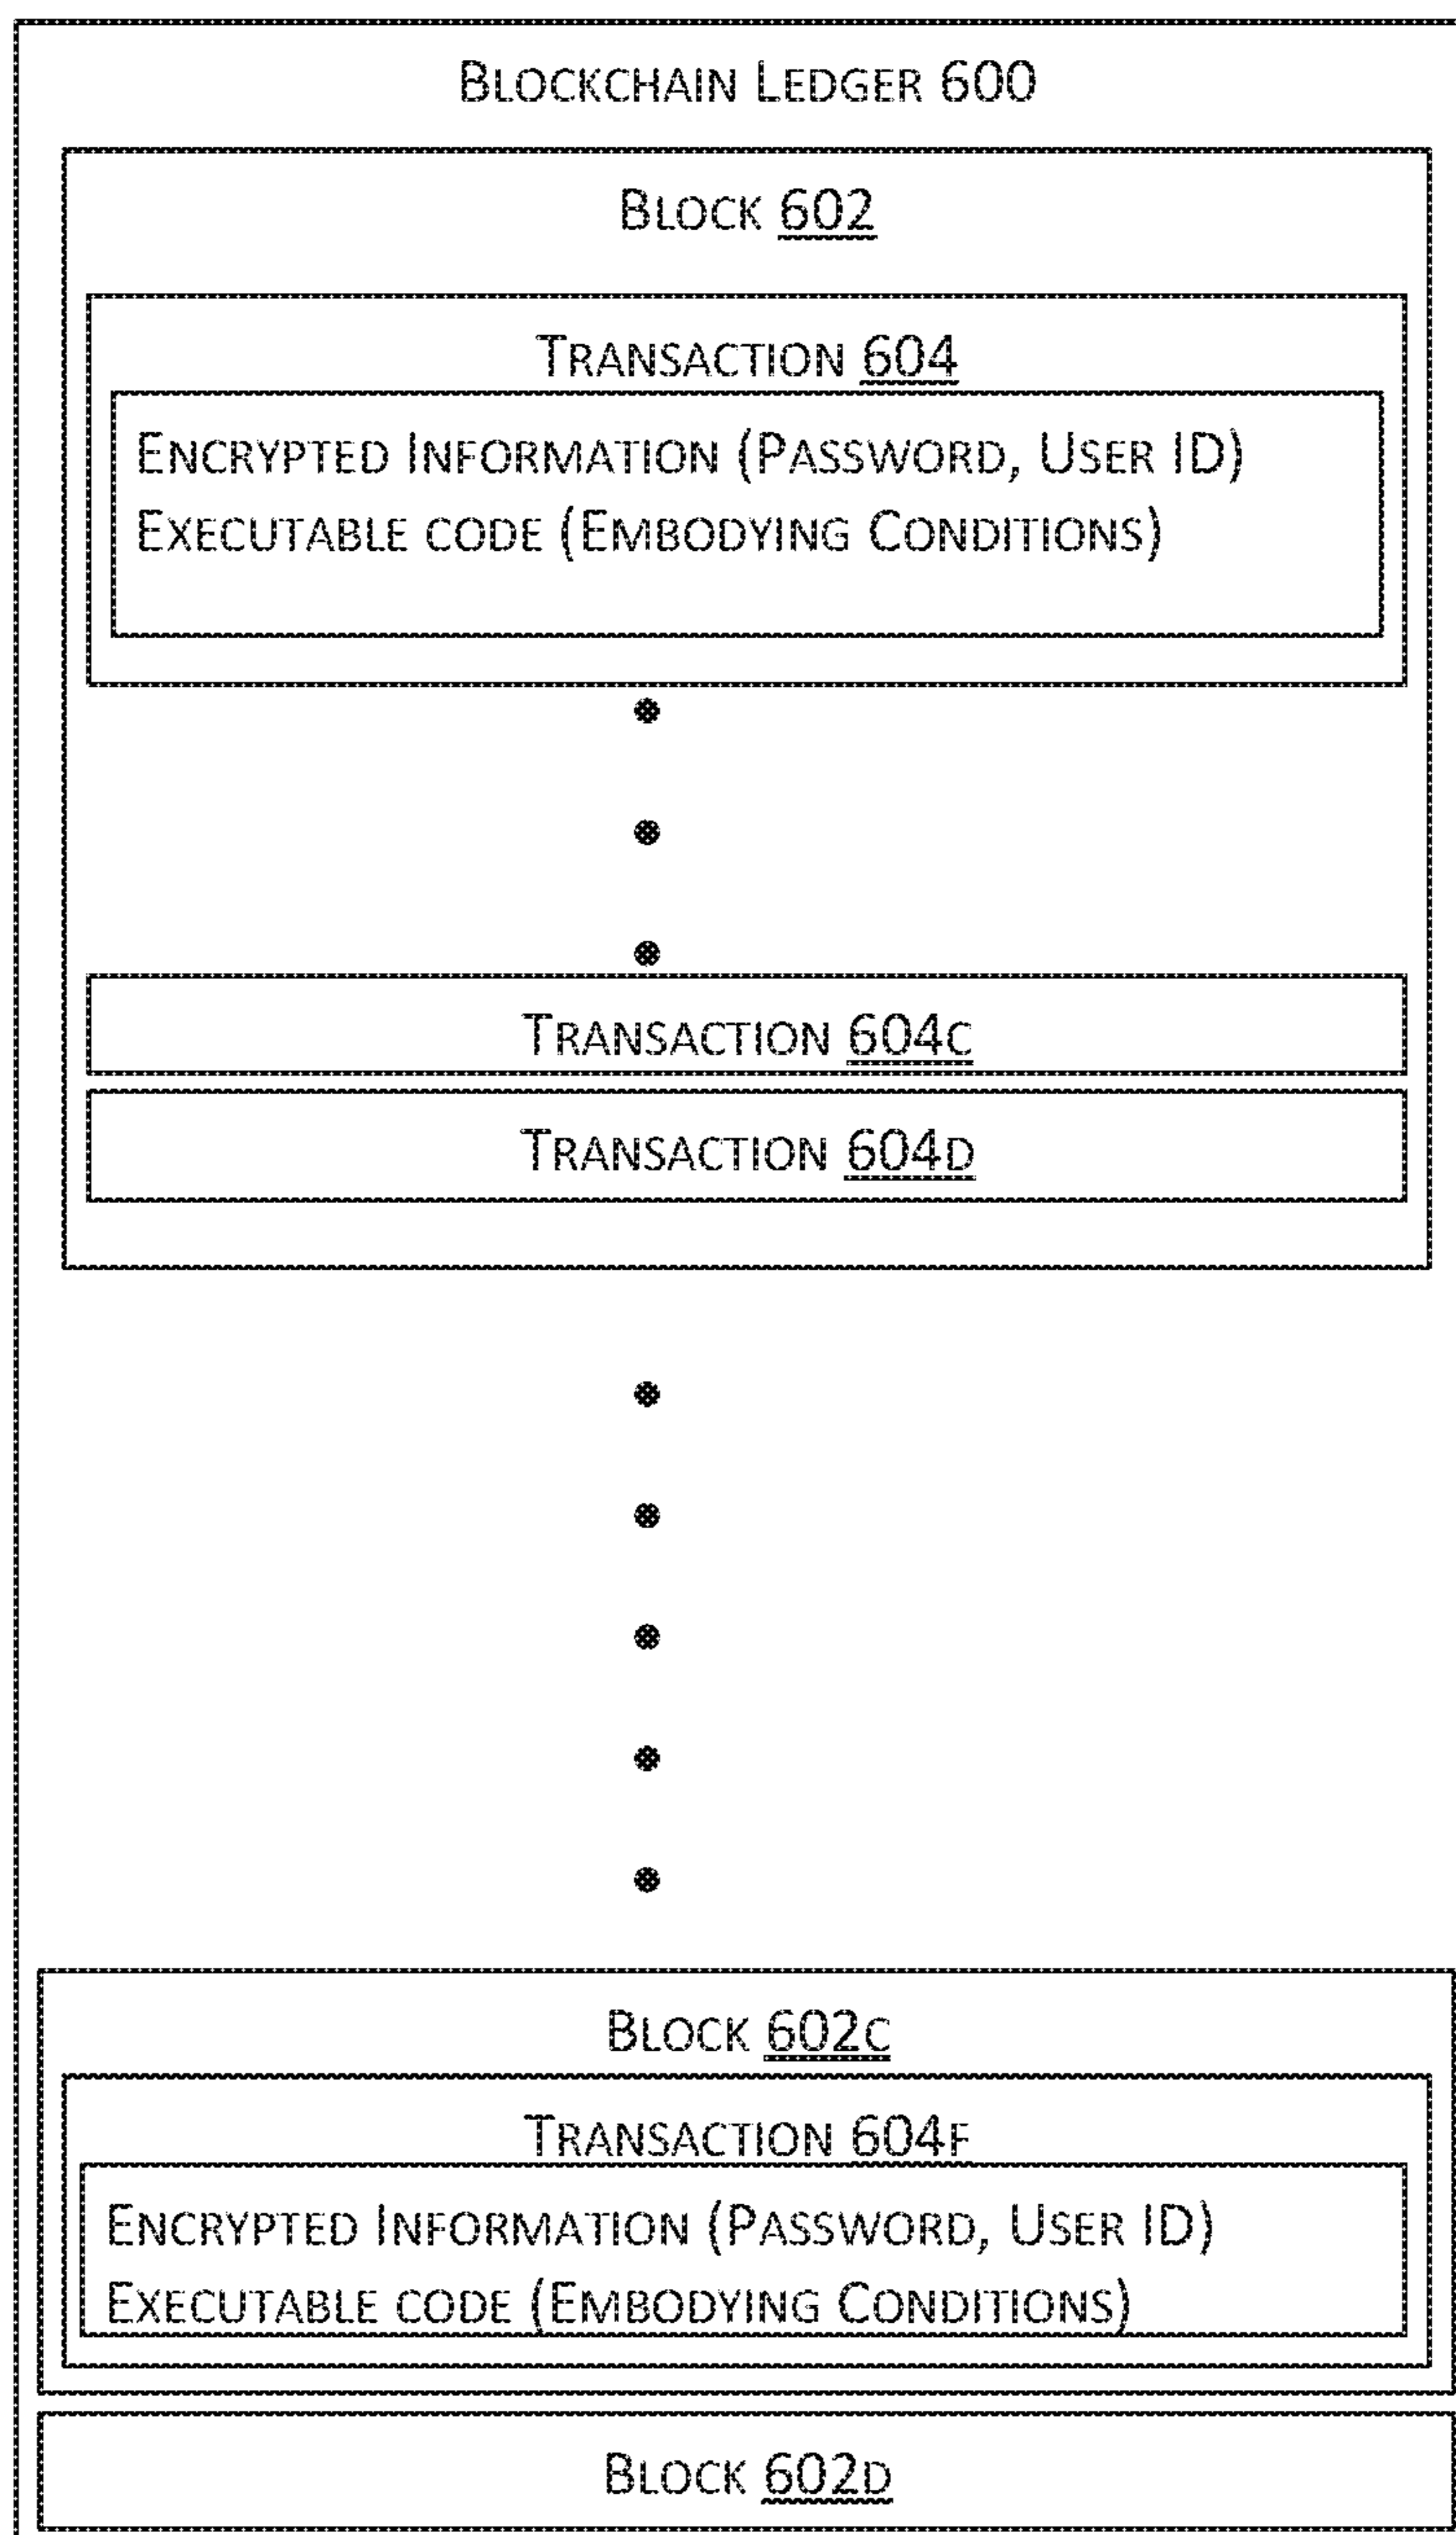 BLOCKCHAIN LEDGER 600
BLOCK 602
TRANSACTION 604
ENCRYPTED INFORMATION (PASSWORD, USER ID)
EXECUTABLE CODE (EMBODYING CONDITIONS)
TRANSACTION 604C
TRANSACTION 604D
BLOCK 602C
TRANSACTION 604F
ENCRYPTED INFORMATION (PASSWORD, USER ID)
EXECUTABLE CODE (EMBODYING CONDITIONS)
BLOCK 602D